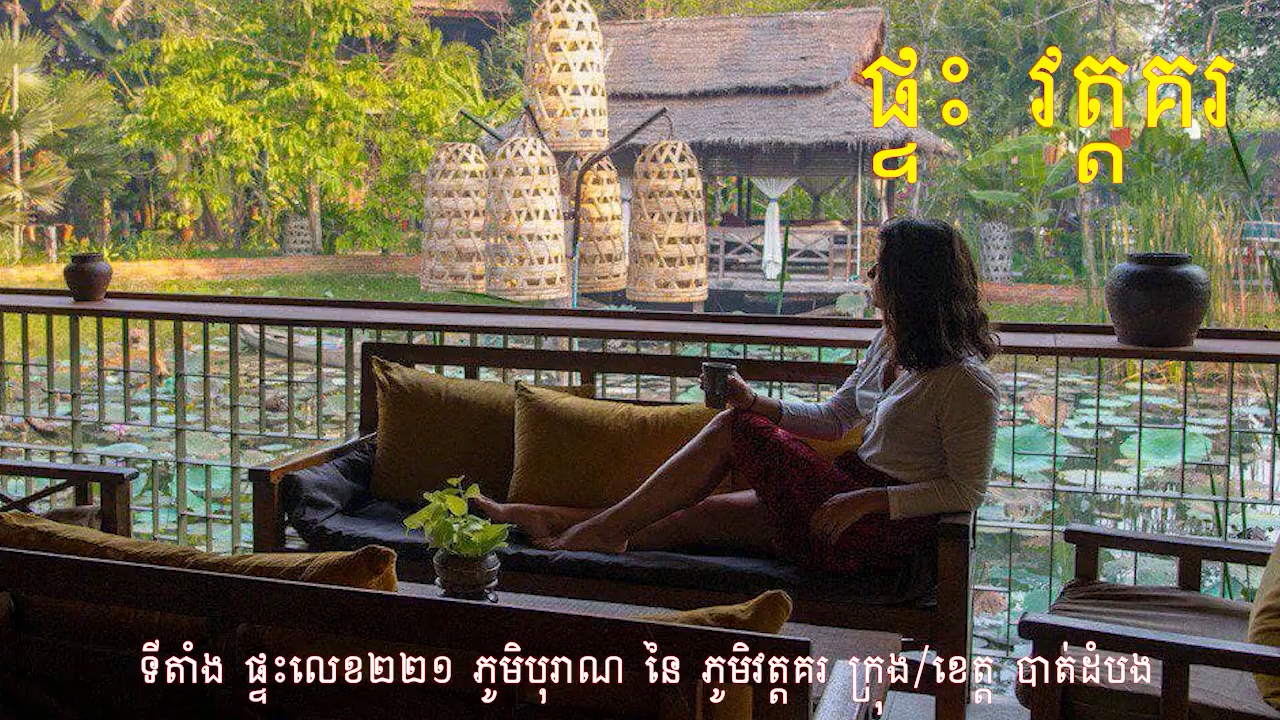 ផ្ទះ វត្តគរ
ទីតាំង ផ្ទះលេខ២២១ ភូមិបុរាណ នៃ ភូមិវត្តគរ ក្រុង/ខេត្ត បាត់ដំបង